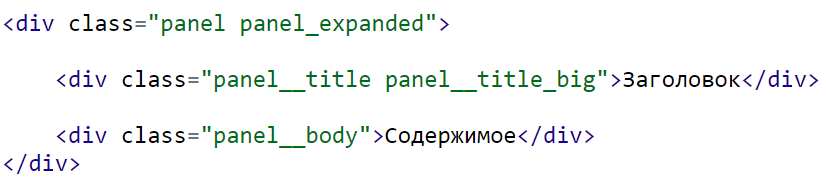 <div class="panel panel_expanded">
    <div class="panel__title panel__title_big">Заголовок</div>
    <div class="panel__body">Содержимое</div>
</div>